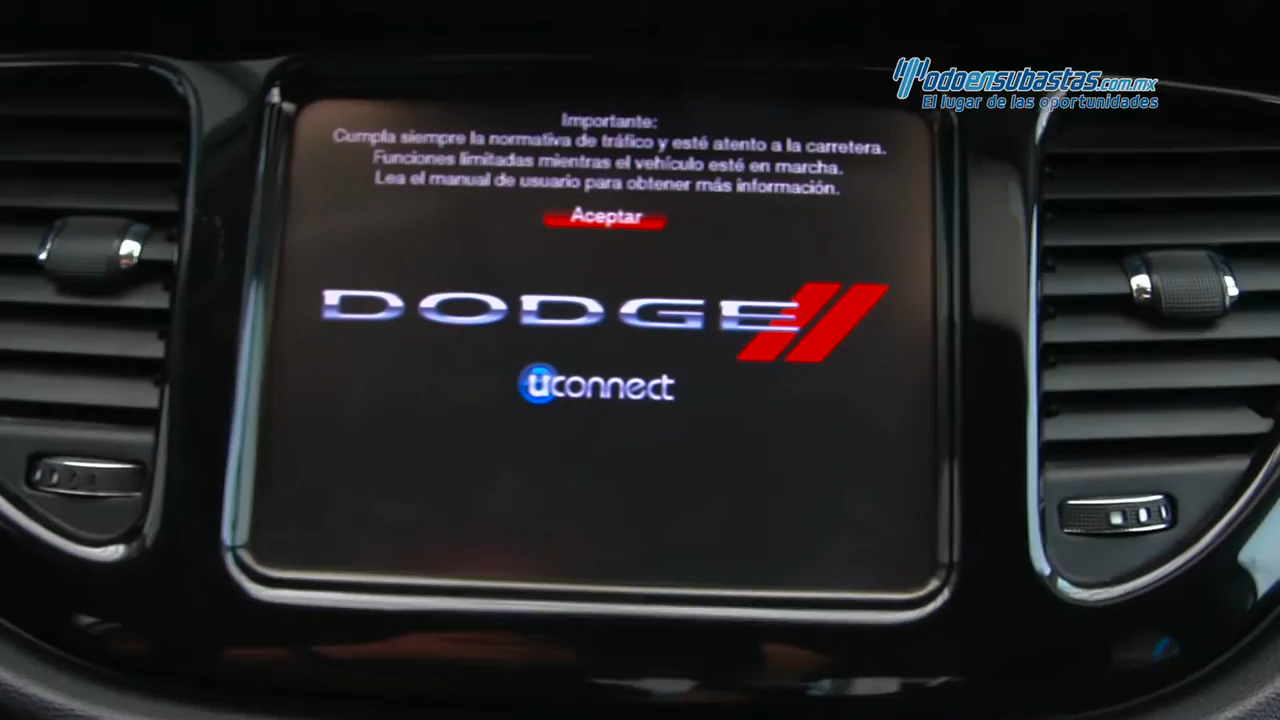 Todoensubastas.com.mx
El lugar de las oportunidades
Importante:
Cumpla siempre la normativa de tráfico y esté atento a la carretera.
Funciones limitadas mientras el vehículo esté en marcha.
Lea el manual de usuario para obtener más información.
Aceptar
DODGE
uconnect